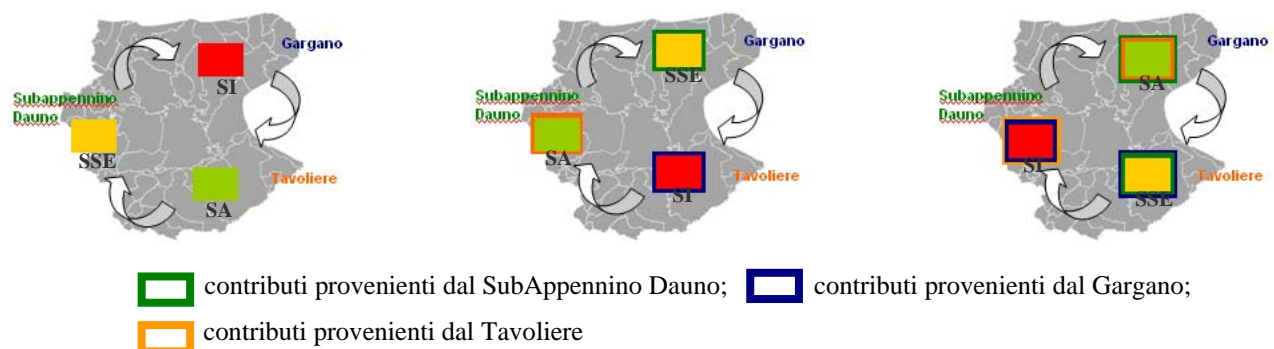 Gargano
SI
Subappennino
Dauno
SSE
Tavoliere
SA
Gargano
SSE
Subappennino
Dauno
SA
Tavoliere
SI
Gargano
SA
Subappennino
Dauno
SI
Tavoliere
SSE
contributi provenienti dal SubAppennino Dauno; contributi provenienti dal Gargano;
contributi provenienti dal Tavoliere